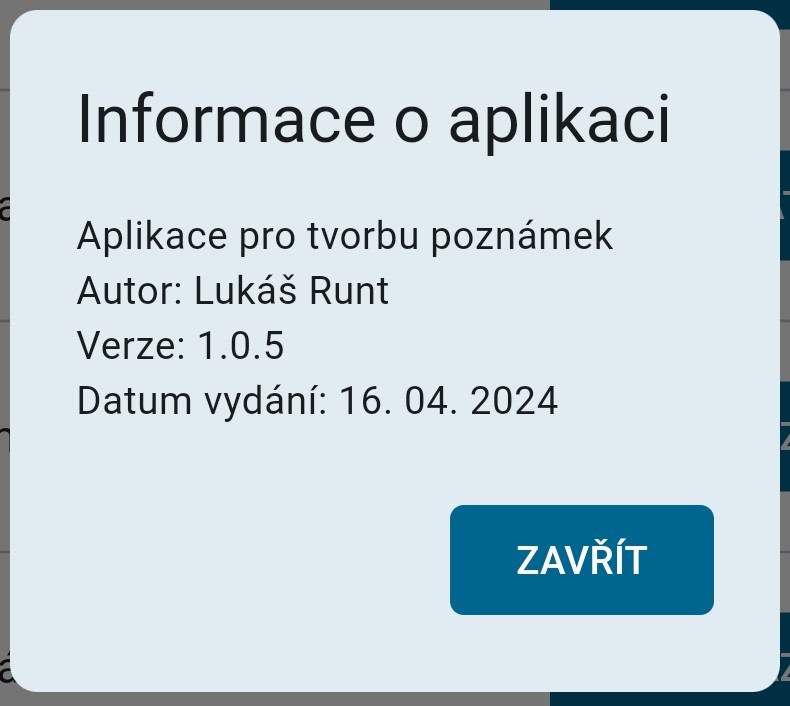 Informace o aplikaci
Aplikace pro tvorbu poznámek
Autor: Lukáš Runt
Verze: 1.0.5
Datum vydání: 16. 04. 2024
ZAVŘÍT